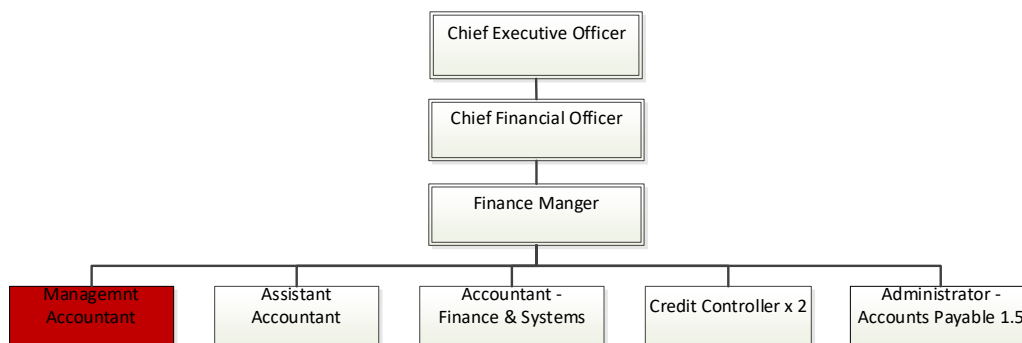 Chief Executive Officer
Chief Financial Officer
Finance Manger
Managemnt
Accountant
Assistant
Accountant
Accountant -
Finance & Systems
Credit Controller x 2
Administrator -
Accounts Payable 1.5